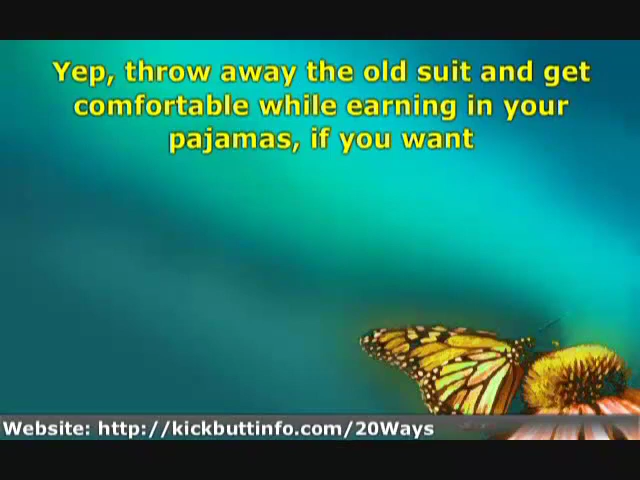 Yep, throw away the old suit and get
comfortable while earning in your
pajamas, if you want
Website: http://kickbuttinfo.com/20Ways